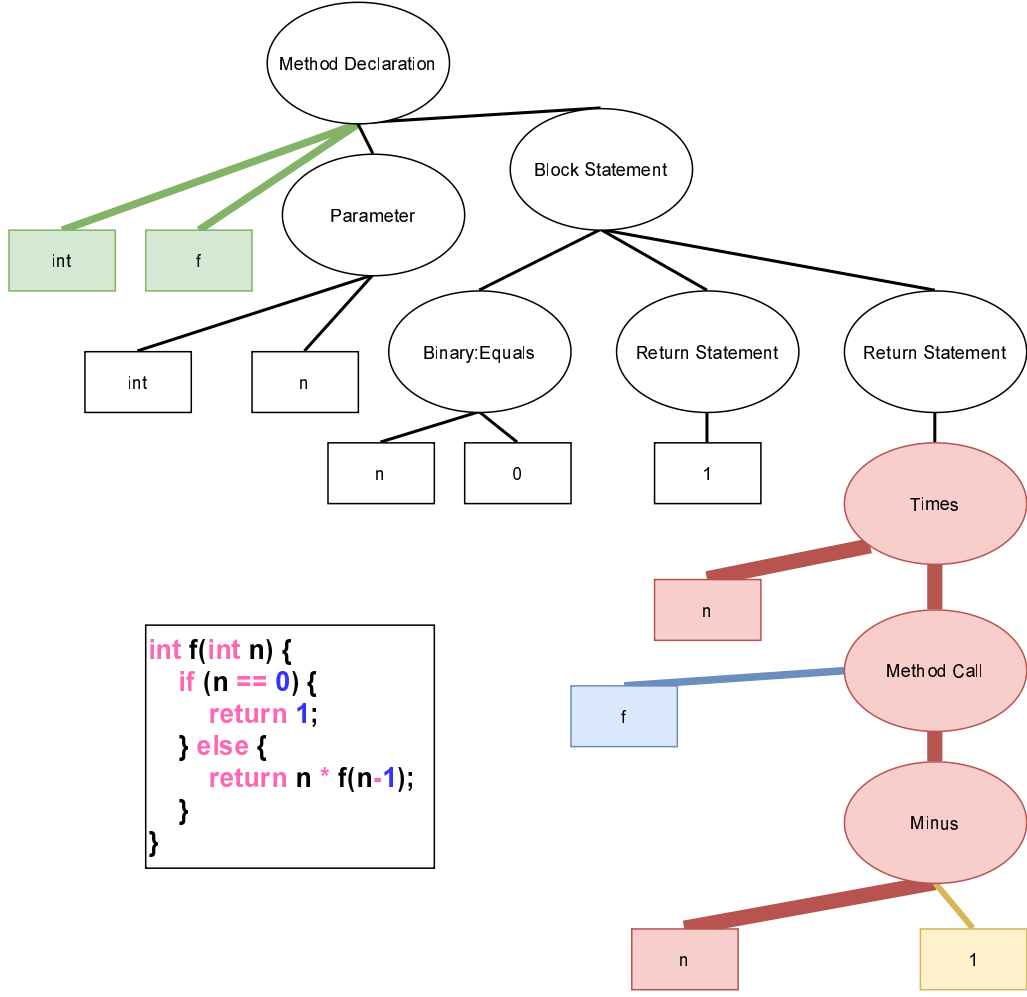 Method Declaration
Block Statement
Parameter
int
f
int
n
Binary:Equals
Return Statement
Return Statement
n
0
1
Times
n
Method Call
f
Minus
n
1
int f(int n) {
if (n == 0) {
return 1;
} else {
return n * f(n-1);
}
}